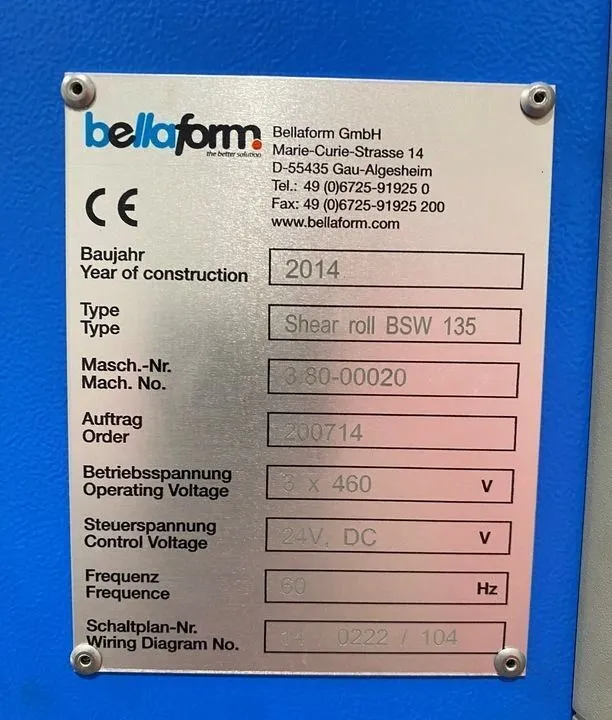 bellaform.
the better solution
Bellaform GmbH
Marie-Curie-Strasse 14
D-55435 Gau-Algesheim
Tel.: 49 (0)6725-91925 0
Fax: 49 (0)6725-91925 200
www.bellaform.com
CE
Baujahr
Year of construction 2014
Type
Type Shear roll BSW 135
Masch.-Nr.
Mach. No. 3.80-00020
Auftrag
Order 200714
Betriebsspannung
Operating Voltage 3 x 460 V
Steuerspannung
Control Voltage 24V, DC V
Frequenz
Frequence 60 Hz
Schaltplan-Nr.
Wiring Diagram No. 0222 / 104